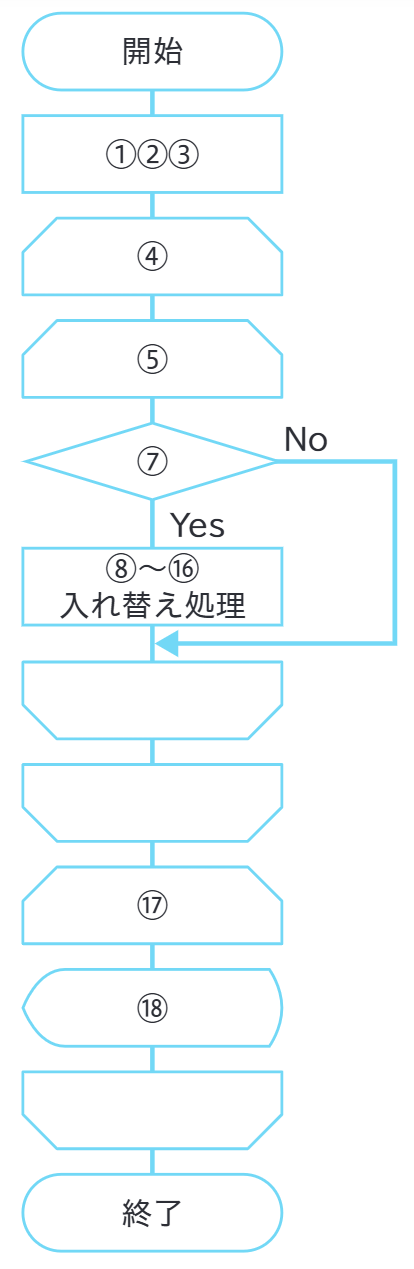 開始
①②③
④
⑤
⑦
No
Yes
⑧～⑯
入れ替え処理
⑰
⑱
終了